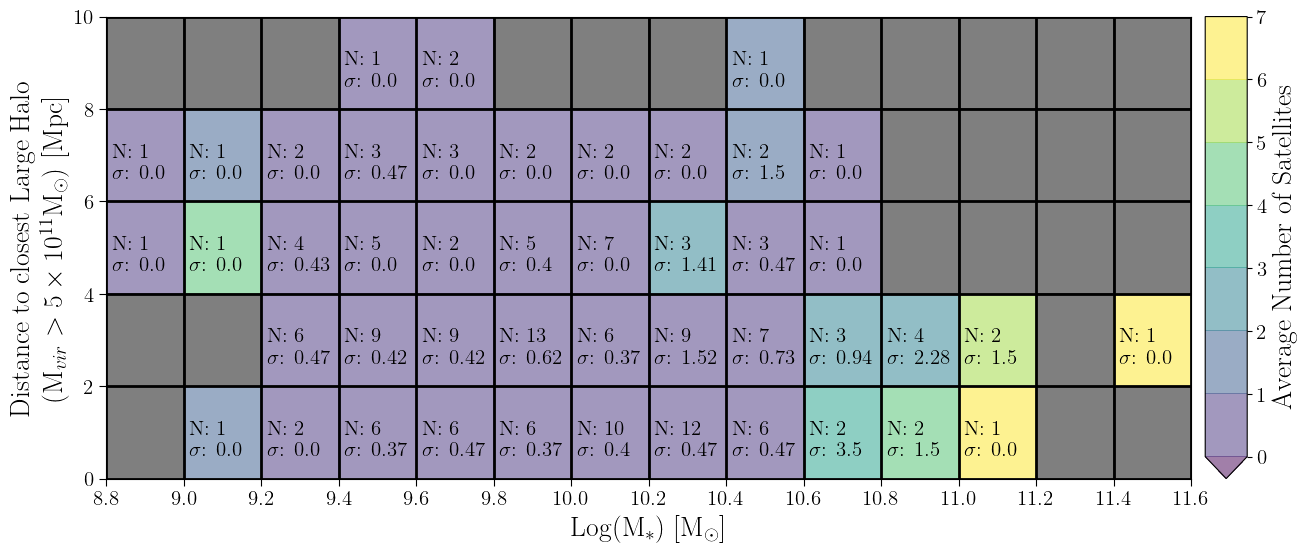 10
N: 1
σ: 0.0
N: 2
σ: 0.0
N: 1
σ: 0.0
8
N: 1
σ: 0.0
N: 1
σ: 0.0
N: 2
σ: 0.0
N: 3
σ: 0.47
N: 3
σ: 0.0
N: 2
σ: 0.0
N: 2
σ: 0.0
N: 2
σ: 0.0
N: 2
σ: 1.5
N: 1
σ: 0.0
6
N: 1
σ: 0.0
N: 1
σ: 0.0
N: 4
σ: 0.43
N: 5
σ: 0.0
N: 2
σ: 0.0
N: 5
σ: 0.4
N: 7
σ: 0.0
N: 3
σ: 1.41
N: 3
σ: 0.47
N: 1
σ: 0.0
4
N: 6
σ: 0.47
N: 9
σ: 0.42
N: 9
σ: 0.42
N: 13
σ: 0.62
N: 6
σ: 0.37
N: 9
σ: 1.52
N: 7
σ: 0.73
N: 3
σ: 0.94
N: 4
σ: 2.28
N: 2
σ: 1.5
N: 1
σ: 0.0
2
N: 1
σ: 0.0
N: 2
σ: 0.0
N: 6
σ: 0.37
N: 6
σ: 0.47
N: 6
σ: 0.37
N: 10
σ: 0.4
N: 12
σ: 0.47
N: 6
σ: 0.47
N: 2
σ: 3.5
N: 2
σ: 1.5
N: 1
σ: 0.0
0
8.8 9.0 9.2 9.4 9.6 9.8 10.0 10.2 10.4 10.6 10.8 11.0 11.2 11.4 11.6
Log(M*) [M⊙]
Distance to closest Large Halo
(Mvir > 5 × 10¹¹M⊙) [Mpc]
7
6
5
4
3
2
1
0
Average Number of Satellites